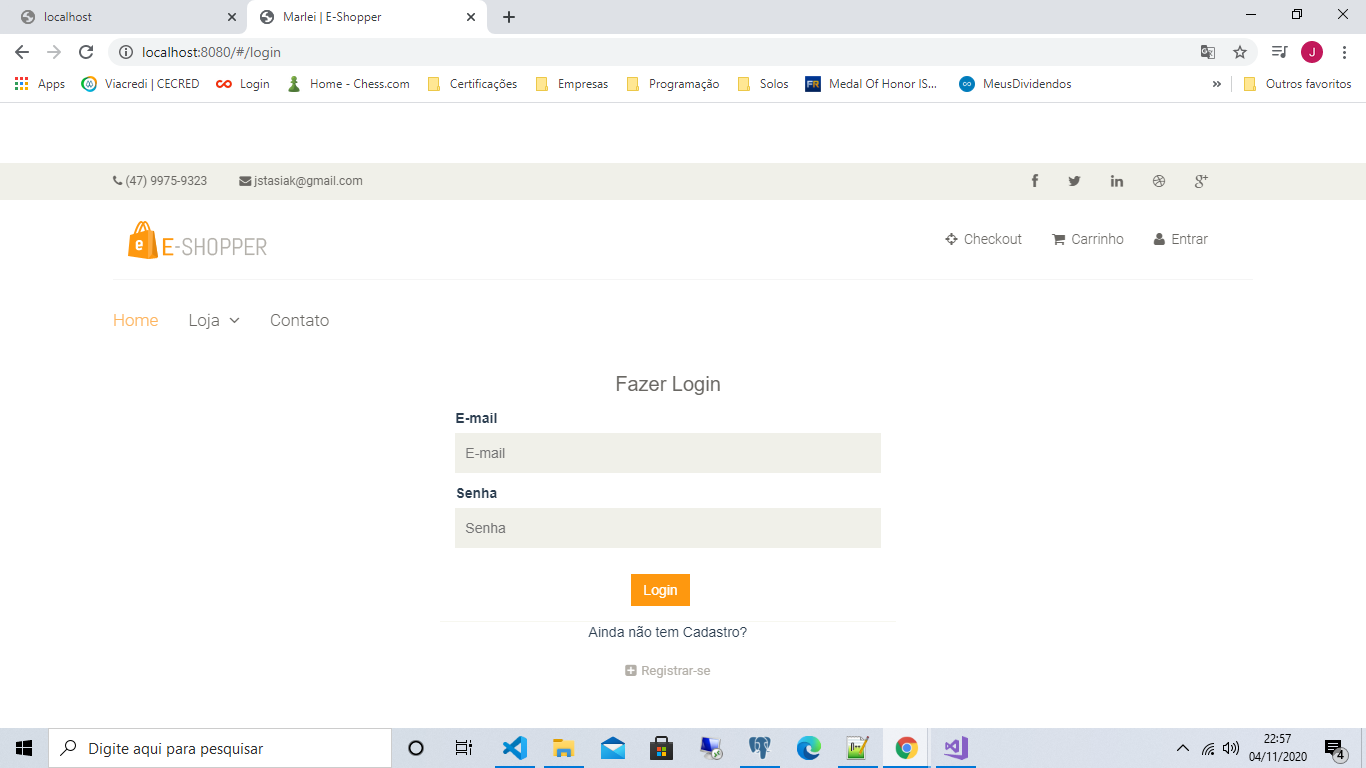 localhost
Marlei | E-Shopper
localhost:8080/#/login
J
Apps
Viacredi | CECRED
Login
Home - Chess.com
Certificações
Empresas
Programação
Solos
FR
Medal Of Honor IS...
MeusDividendos
»
Outros favoritos
(47) 9975-9323
jstasiak@gmail.com
e E-SHOPPER
Checkout
Carrinho
Entrar
Home
Loja
Contato
Fazer Login
E-mail
E-mail
Senha
Senha
Login
Ainda não tem Cadastro?
Registrar-se
Digite aqui para pesquisar
22:57
04/11/2020
4